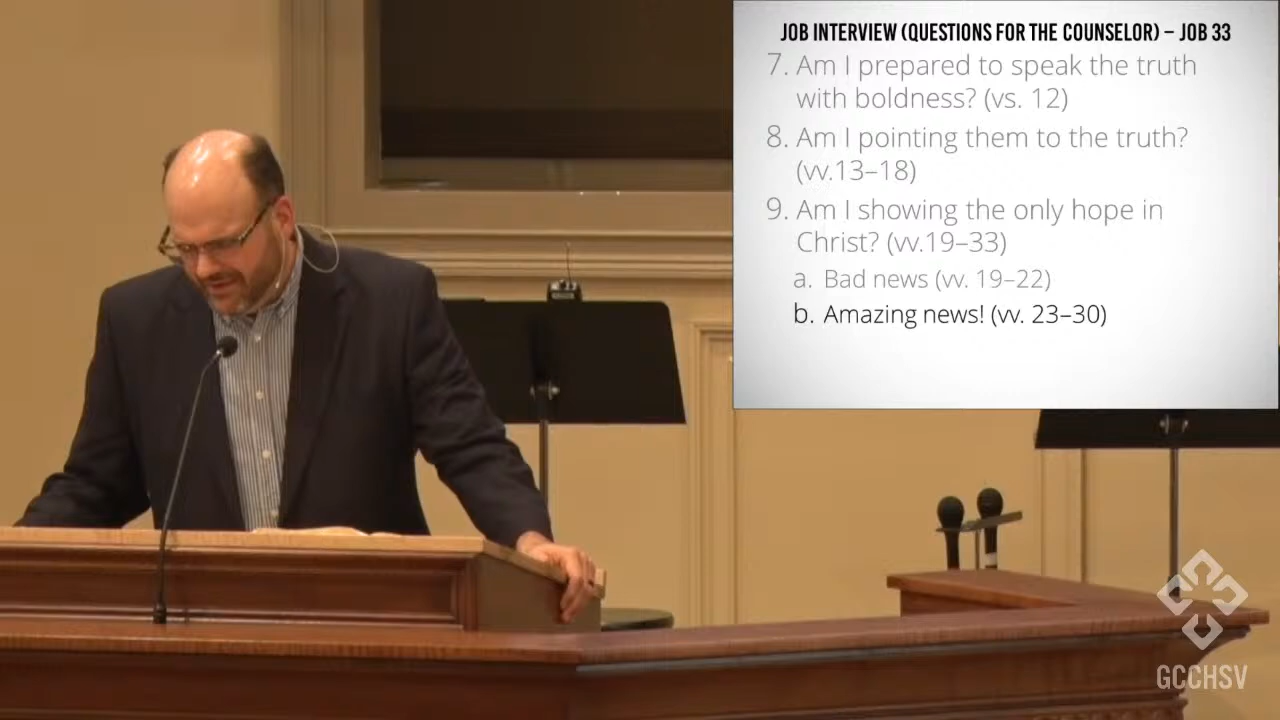 JOB INTERVIEW (QUESTIONS FOR THE COUNSELOR) – JOB 33
7. Am I prepared to speak the truth
with boldness? (vs. 12)
8. Am I pointing them to the truth?
(vv.13–18)
9. Am I showing the only hope in
Christ? (vv.19–33)
a. Bad news (vv. 19–22)
b. Amazing news! (vv. 23–30)
GCCHSV